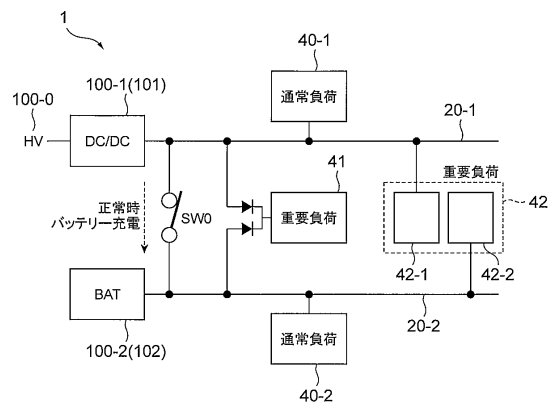 1
40-1
100-1(101)
通常負荷
20-1
100-0
HV
DC/DC
重要負荷
41
42
正常時
バッテリー充電
SW0
重要負荷
42-1
42-2
BAT
通常負荷
20-2
100-2(102)
40-2